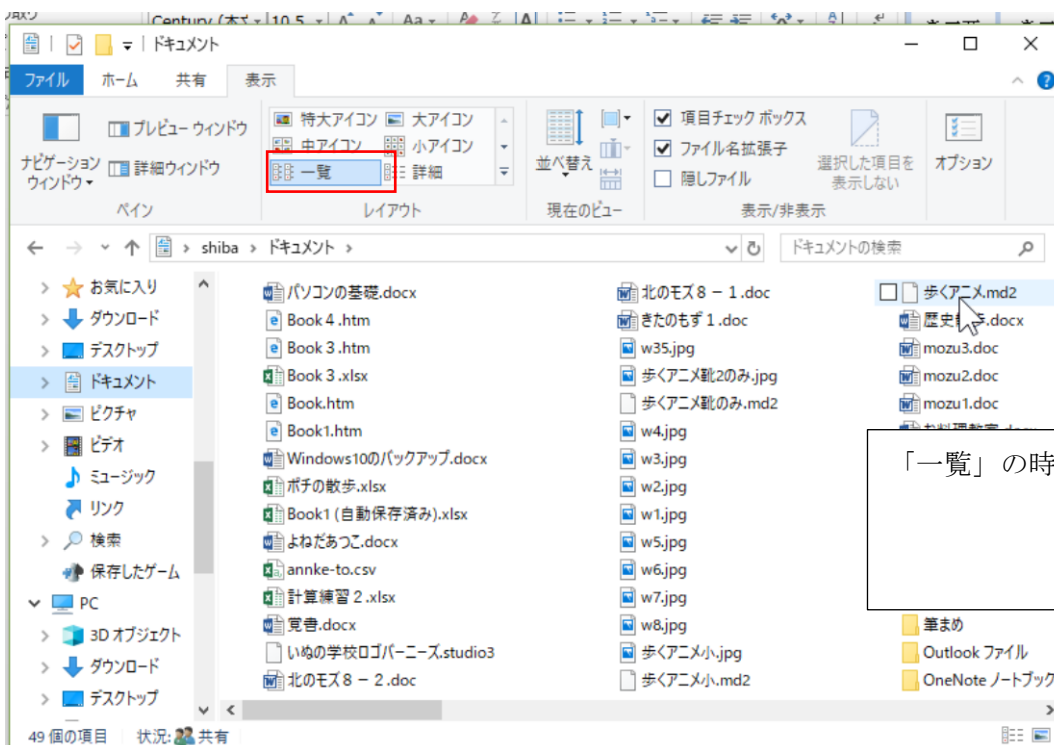 Century (本文 10.5 Aa
ドキュメント
ファイル ホーム 共有 表示
ナビゲーション
ウィンドウ
プレビュー ウィンドウ
詳細ウィンドウ
ペイン
特大アイコン 大アイコン
中アイコン 小アイコン
一覧 詳細
レイアウト
並べ替え
現在のビュー
項目チェック ボックス
ファイル名拡張子
隠しファイル
選択した項目を
表示しない
表示/非表示
オプション
shiba > ドキュメント >
ドキュメントの検索
お気に入り
ダウンロード
デスクトップ
ドキュメント
ピクチャ
ビデオ
ミュージック
リンク
検索
保存したゲーム
PC
3D オブジェクト
ダウンロード
デスクトップ
パソコンの基礎.docx
Book4.htm
Book3.htm
Book3.xlsx
Book.htm
Book1.htm
Windows10のバックアップ.docx
ポチの散歩.xlsx
Book1 (自動保存済み).xlsx
よねだあつこ.docx
annke-to.csv
計算練習2.xlsx
覚書.docx
いぬの学校ロゴバーニーズ.studio3
北のモズ8-2.doc
北のモズ8-1.doc
きたのもず1.doc
w35.jpg
歩くアニメ靴2のみ.jpg
歩くアニメ靴のみ.md2
w4.jpg
w3.jpg
w2.jpg
w1.jpg
w5.jpg
w6.jpg
w7.jpg
w8.jpg
歩くアニメ小.jpg
歩くアニメ小.md2
歩くアニメ.md2
歴史 .docx
mozu3.doc
mozu2.doc
mozu1.doc
「一覧」の時
筆まめ
Outlook ファイル
OneNote ノートブック
49 個の項目 状況: 共有